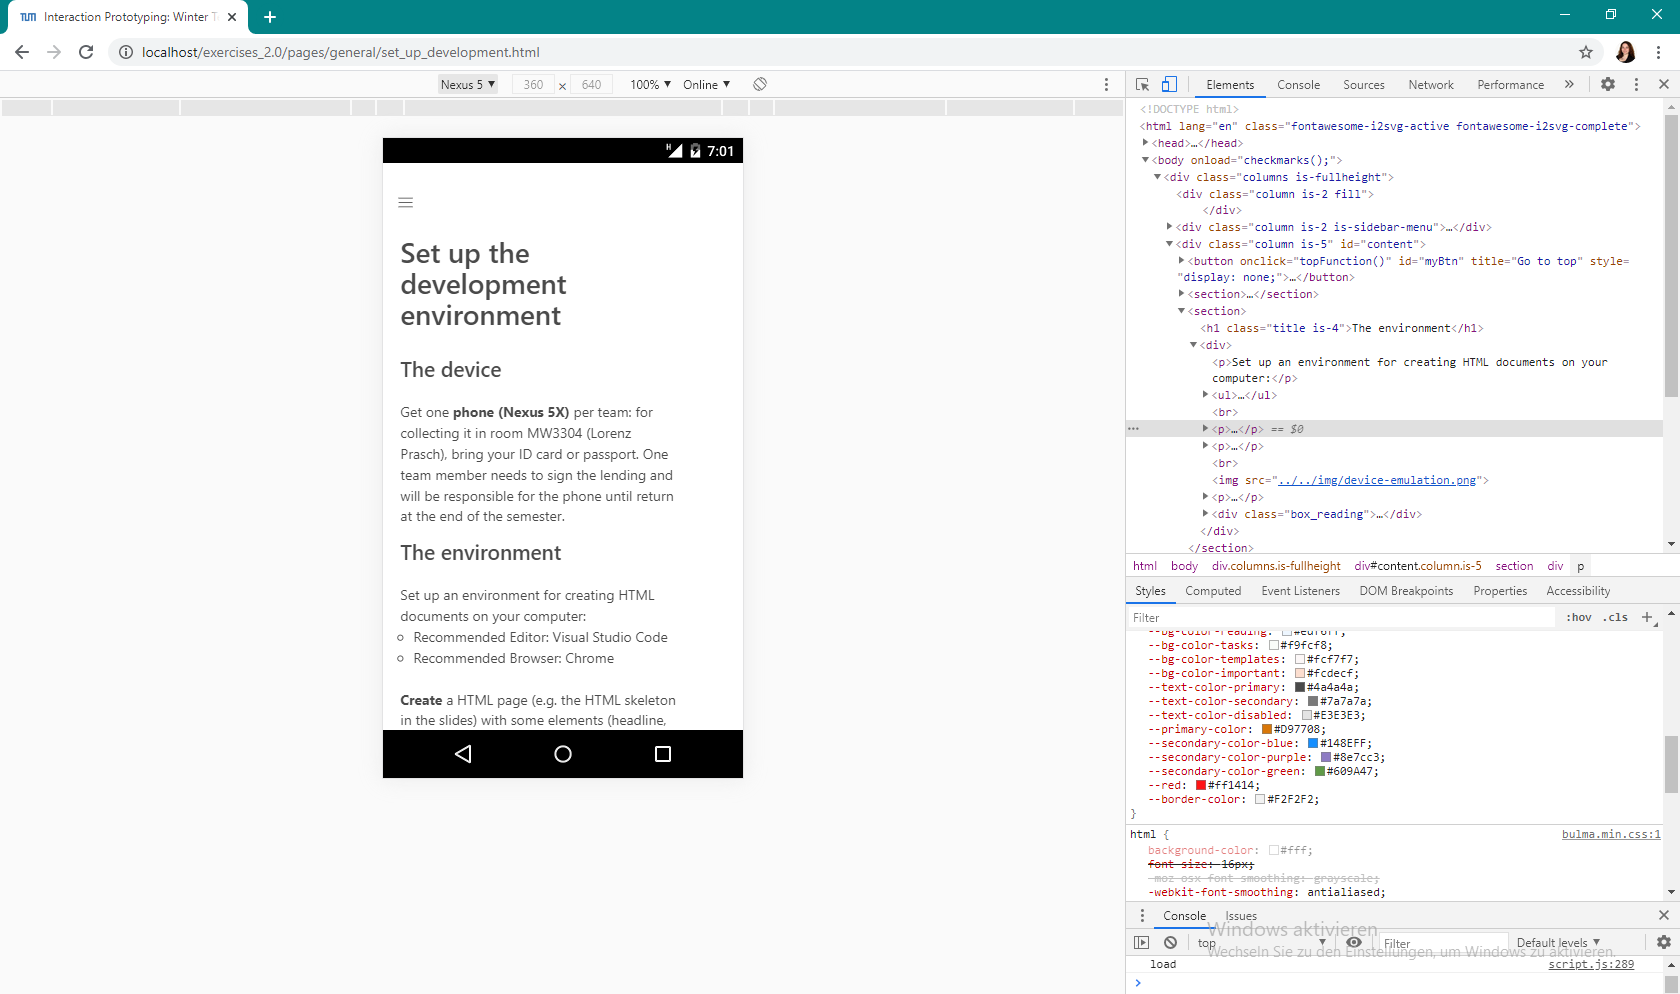 TUM Interaction Prototyping: Winter T
localhost/exercises_2.0/pages/general/set_up_development.html
Nexus 5 ▼ 360 × 640 100% ▼ Online ▼
Elements Console Sources Network Performance »
H 7:01
Set up the
development
environment
The device
Get one phone (Nexus 5X) per team: for
collecting it in room MW3304 (Lorenz
Prasch), bring your ID card or passport. One
team member needs to sign the lending and
will be responsible for the phone until return
at the end of the semester.
The environment
Set up an environment for creating HTML
documents on your computer:
Recommended Editor: Visual Studio Code
Recommended Browser: Chrome
Create a HTML page (e.g. the HTML skeleton
in the slides) with some elements (headline,
<!DOCTYPE html>
<html lang="en" class="fontawesome-i2svg-active fontawesome-i2svg-complete">
▶<head>…</head>
▼<body onload="checkmarks();">
▼<div class="columns is-fullheight">
<div class="column is-2 fill">
</div>
▶<div class="column is-2 is-sidebar-menu">…</div>
▼<div class="column is-5" id="content">
▶<button onclick="topFunction()" id="myBtn" title="Go to top" style=
"display: none;">…</button>
▶<section>…</section>
▼<section>
<h1 class="title is-4">The environment</h1>
▼<div>
<p>Set up an environment for creating HTML documents on your
computer:</p>
▶<ul>…</ul>
<br>
… ▶<p>…</p> == $0
▶<p>…</p>
<br>
<img src="../../img/device-emulation.png">
▶<p>…</p>
▶<div class="box_reading">…</div>
</div>
</section>
html body div.columns.is-fullheight div#content.column.is-5 section div p
Styles Computed Event Listeners DOM Breakpoints Properties Accessibility
Filter :hov .cls +
--bg-color-reading: #edf6ff;
--bg-color-tasks: #f9fcf8;
--bg-color-templates: #fcf7f7;
--bg-color-important: #fcdecf;
--text-color-primary: #4a4a4a;
--text-color-secondary: #7a7a7a;
--text-color-disabled: #E3E3E3;
--primary-color: #D97708;
--secondary-color-blue: #148EFF;
--secondary-color-purple: #8e7cc3;
--secondary-color-green: #609A47;
--red: #ff1414;
--border-color: #F2F2F2;
}
html { bulma.min.css:1
background-color: #fff;
font-size: 16px;
-moz-osx-font-smoothing: grayscale;
-webkit-font-smoothing: antialiased;
Console Issues
Windows aktivieren
top ▼ Filter Default levels ▼
Wechseln Sie zu den Einstellungen, um Windows zu aktivieren.
load script.js:289
>